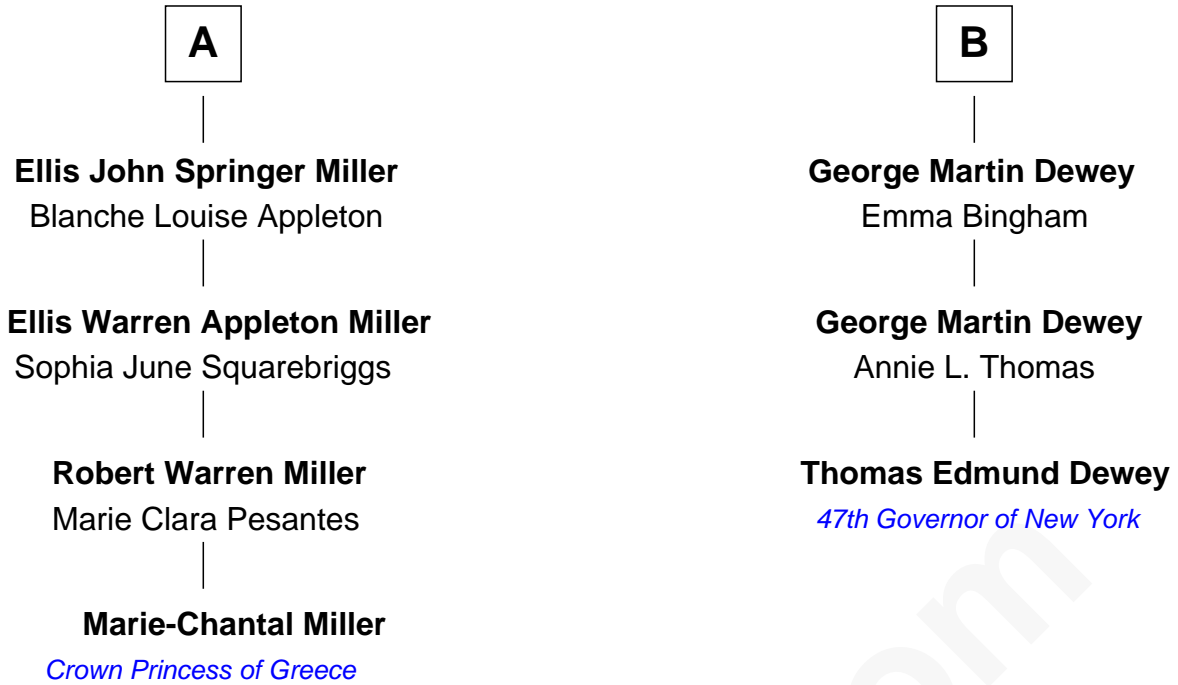 A
Ellis John Springer Miller
Blanche Louise Appleton
Ellis Warren Appleton Miller
Sophia June Squarebriggs
Robert Warren Miller
Marie Clara Pesantes
Marie-Chantal Miller
Crown Princess of Greece
B
George Martin Dewey
Emma Bingham
George Martin Dewey
Annie L. Thomas
Thomas Edmund Dewey
47th Governor of New York
om